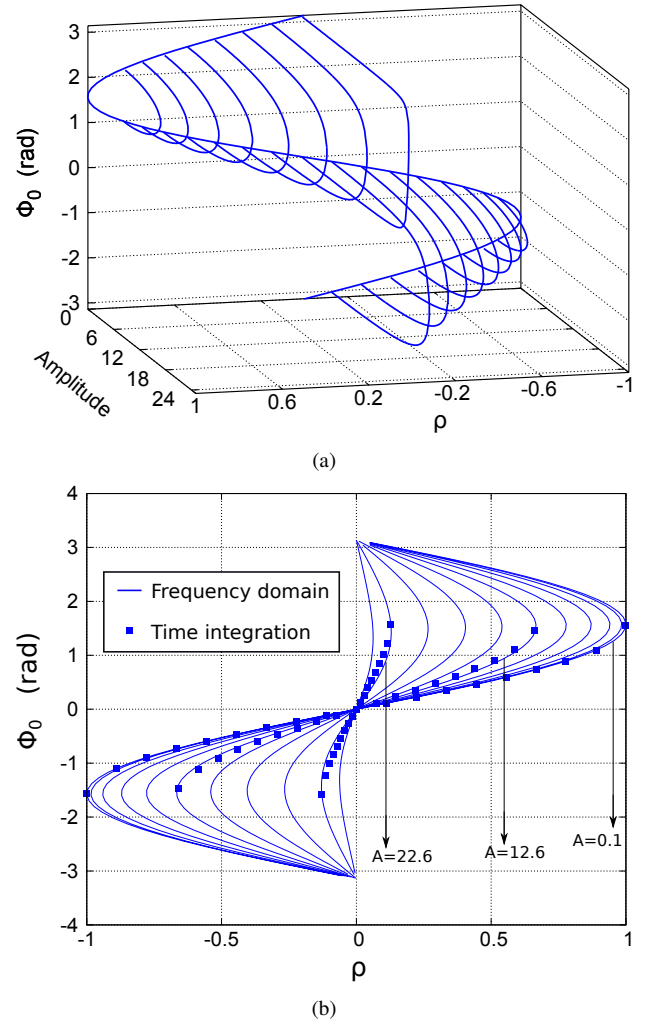 3
2
1
0
-1
-2
-3
Φ0 (rad)
0
6
12
18
24
Amplitude
1
0.6
0.2
-0.2
-0.6
-1
ρ
(a)
4
3
2
1
0
-1
-2
-3
-4
Φ0 (rad)
Frequency domain
Time integration
A=22.6
A=12.6
A=0.1
-1
-0.5
0
0.5
1
ρ
(b)